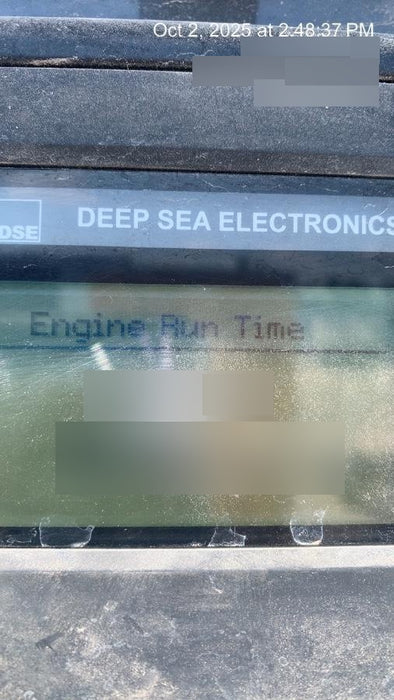 Oct 2, 2025 at 2:48:37 PM
DSE
DEEP SEA ELECTRONICS
Engine Run Time